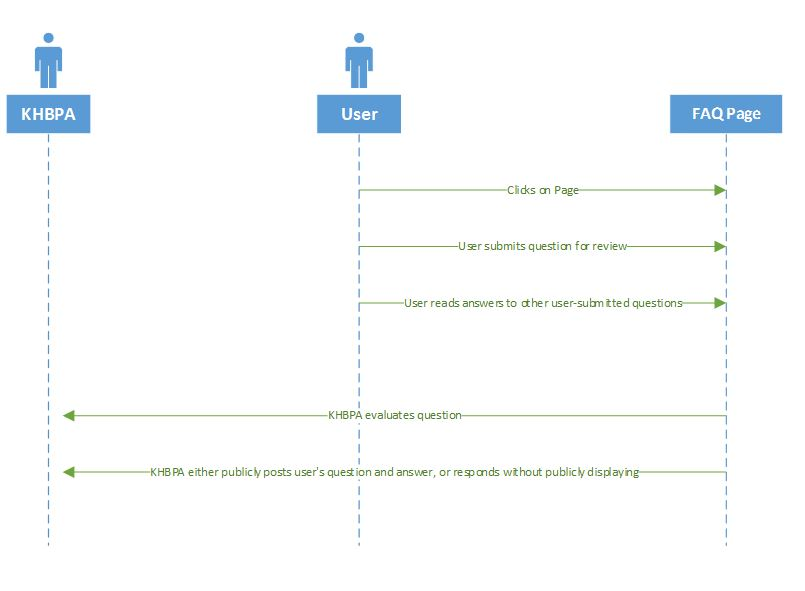 KHBPA
User
FAQ Page
Clicks on Page
User submits question for review
User reads answers to other user-submitted questions
KHBPA evaluates question
KHBPA either publicly posts user's question and answer, or responds without publicly displaying